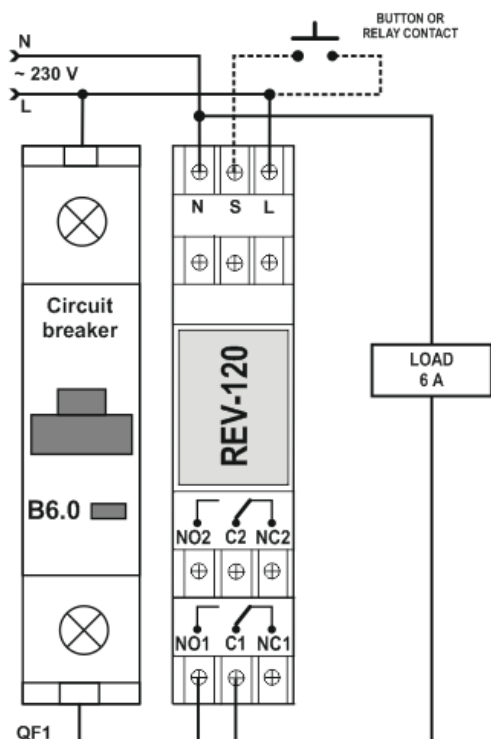 BUTTON OR
RELAY CONTACT
N
~ 230 V
L
N S L
Circuit
breaker
REV-120
LOAD
6 A
B6.0
NO2 C2 NC2
NO1 C1 NC1
QF1